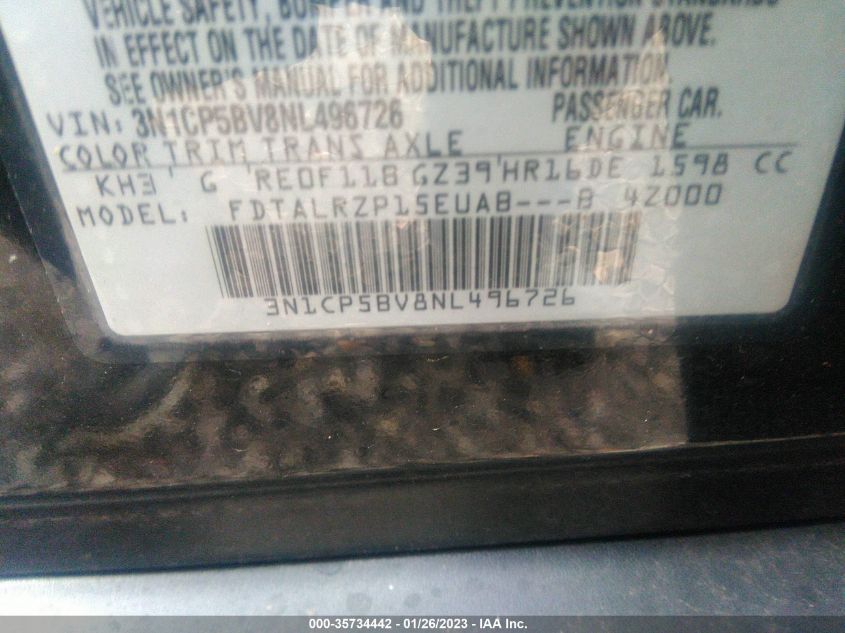 VEHICLE SAFETY, BUMPER AND THEFT PREVENTION STANDARDS
IN EFFECT ON THE DATE OF MANUFACTURE SHOWN ABOVE.
SEE OWNER'S MANUAL FOR ADDITIONAL INFORMATION.
VIN: 3N1CP5BV8NL496726 PASSENGER CAR.
COLOR TRIM TRANS AXLE ENGINE
KH3 G RE0F11B GZ39 HR16DE 1598 CC
MODEL: FDTALRZP15EUAB---B 4Z000
3N1CP5BV8NL496726
000-35734442 - 01/26/2023 - IAA Inc.